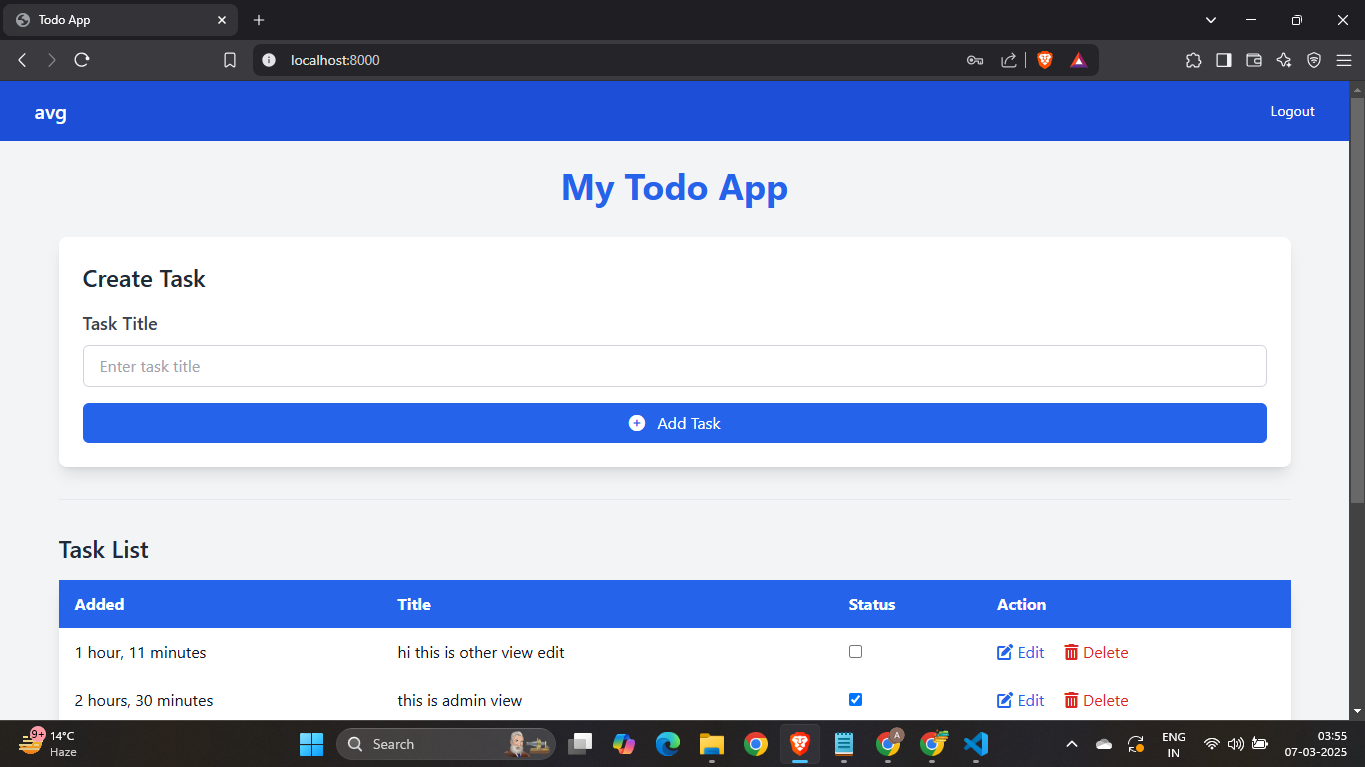 Todo App
localhost:8000
avg
Logout
My Todo App
Create Task
Task Title
Enter task title
Add Task
Task List
Added Title Status Action
1 hour, 11 minutes hi this is other view edit Edit Delete
2 hours, 30 minutes this is admin view Edit Delete
9+
14°C
Haze
Search
A
ENG
IN
03:55
07-03-2025